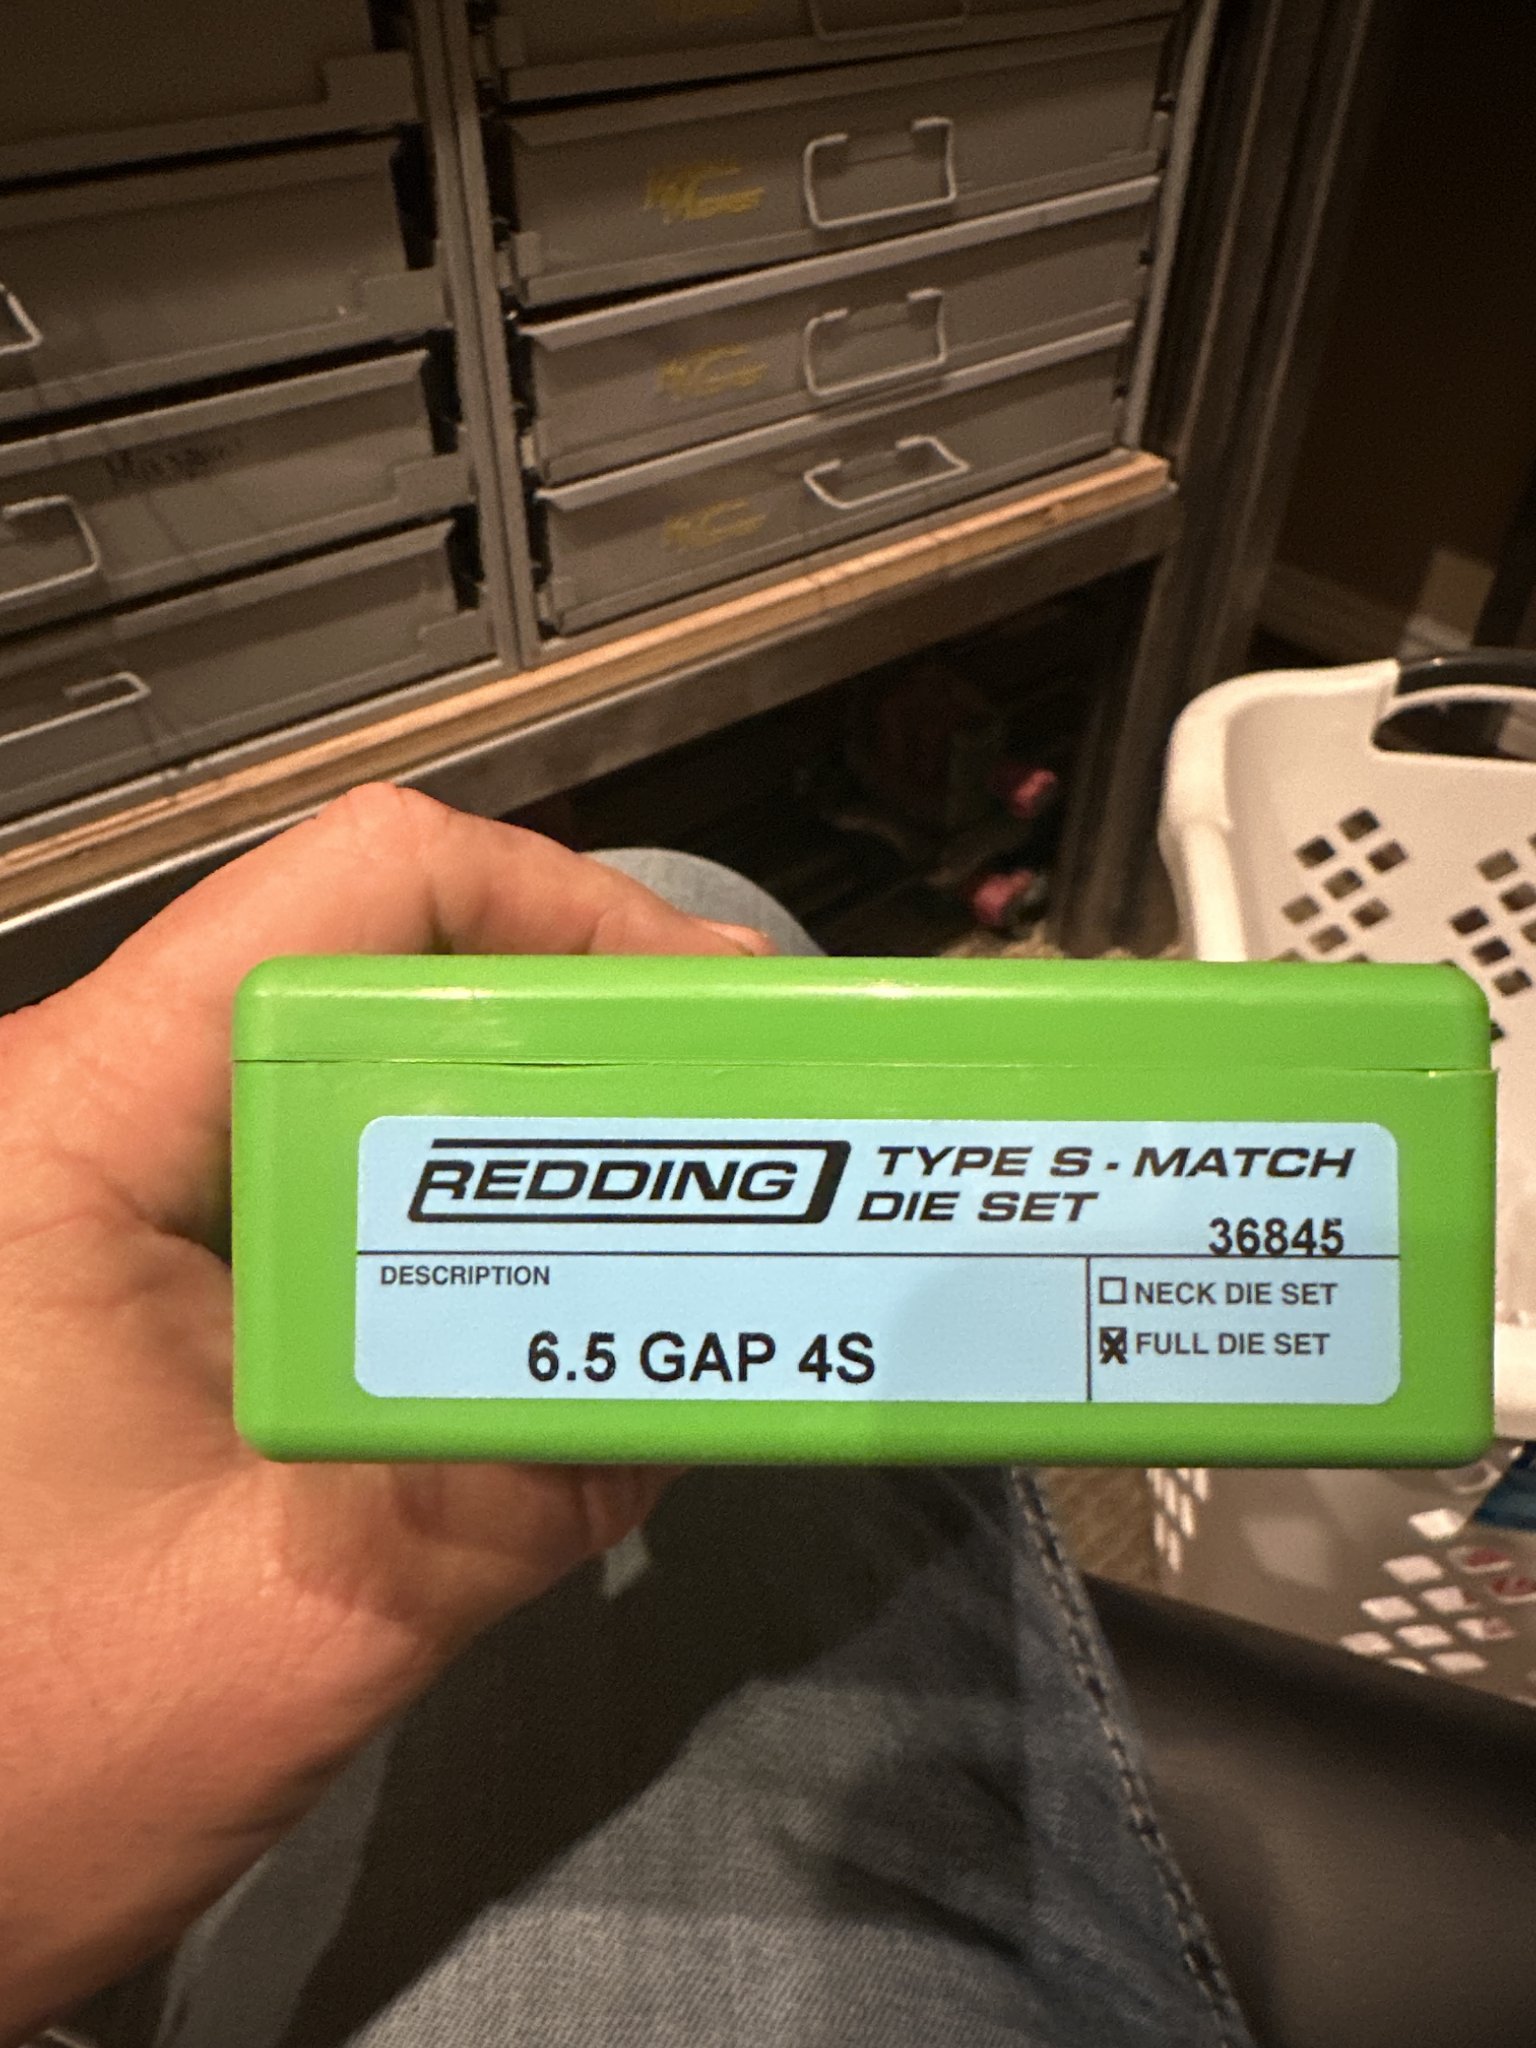 REDDING
TYPE S - MATCH
DIE SET
36845
DESCRIPTION
6.5 GAP 4S
☐ NECK DIE SET
☒ FULL DIE SET